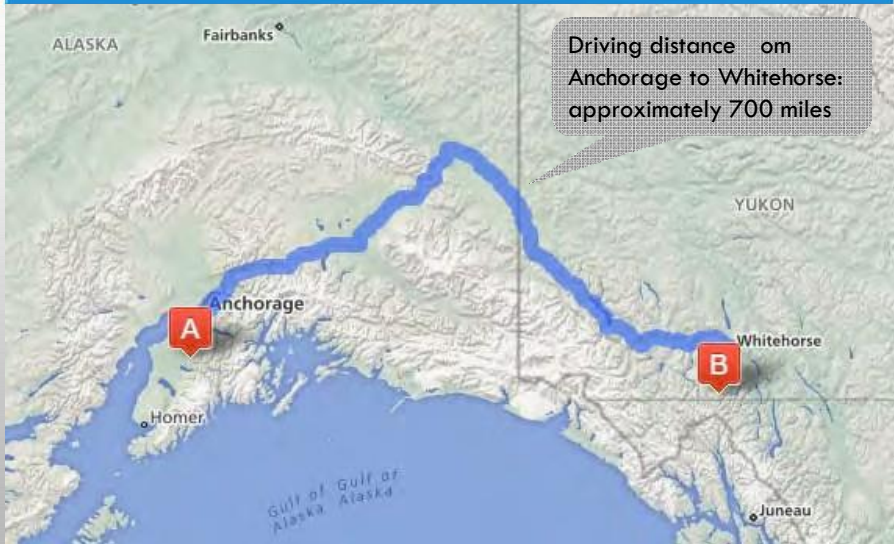 ALASKA
Fairbanks
Driving distance om
Anchorage to Whitehorse:
approximately 700 miles
YUKON
Anchorage
A
Whitehorse
B
Homer
Gulf of Gulf of
Alaska Alaska
Juneau